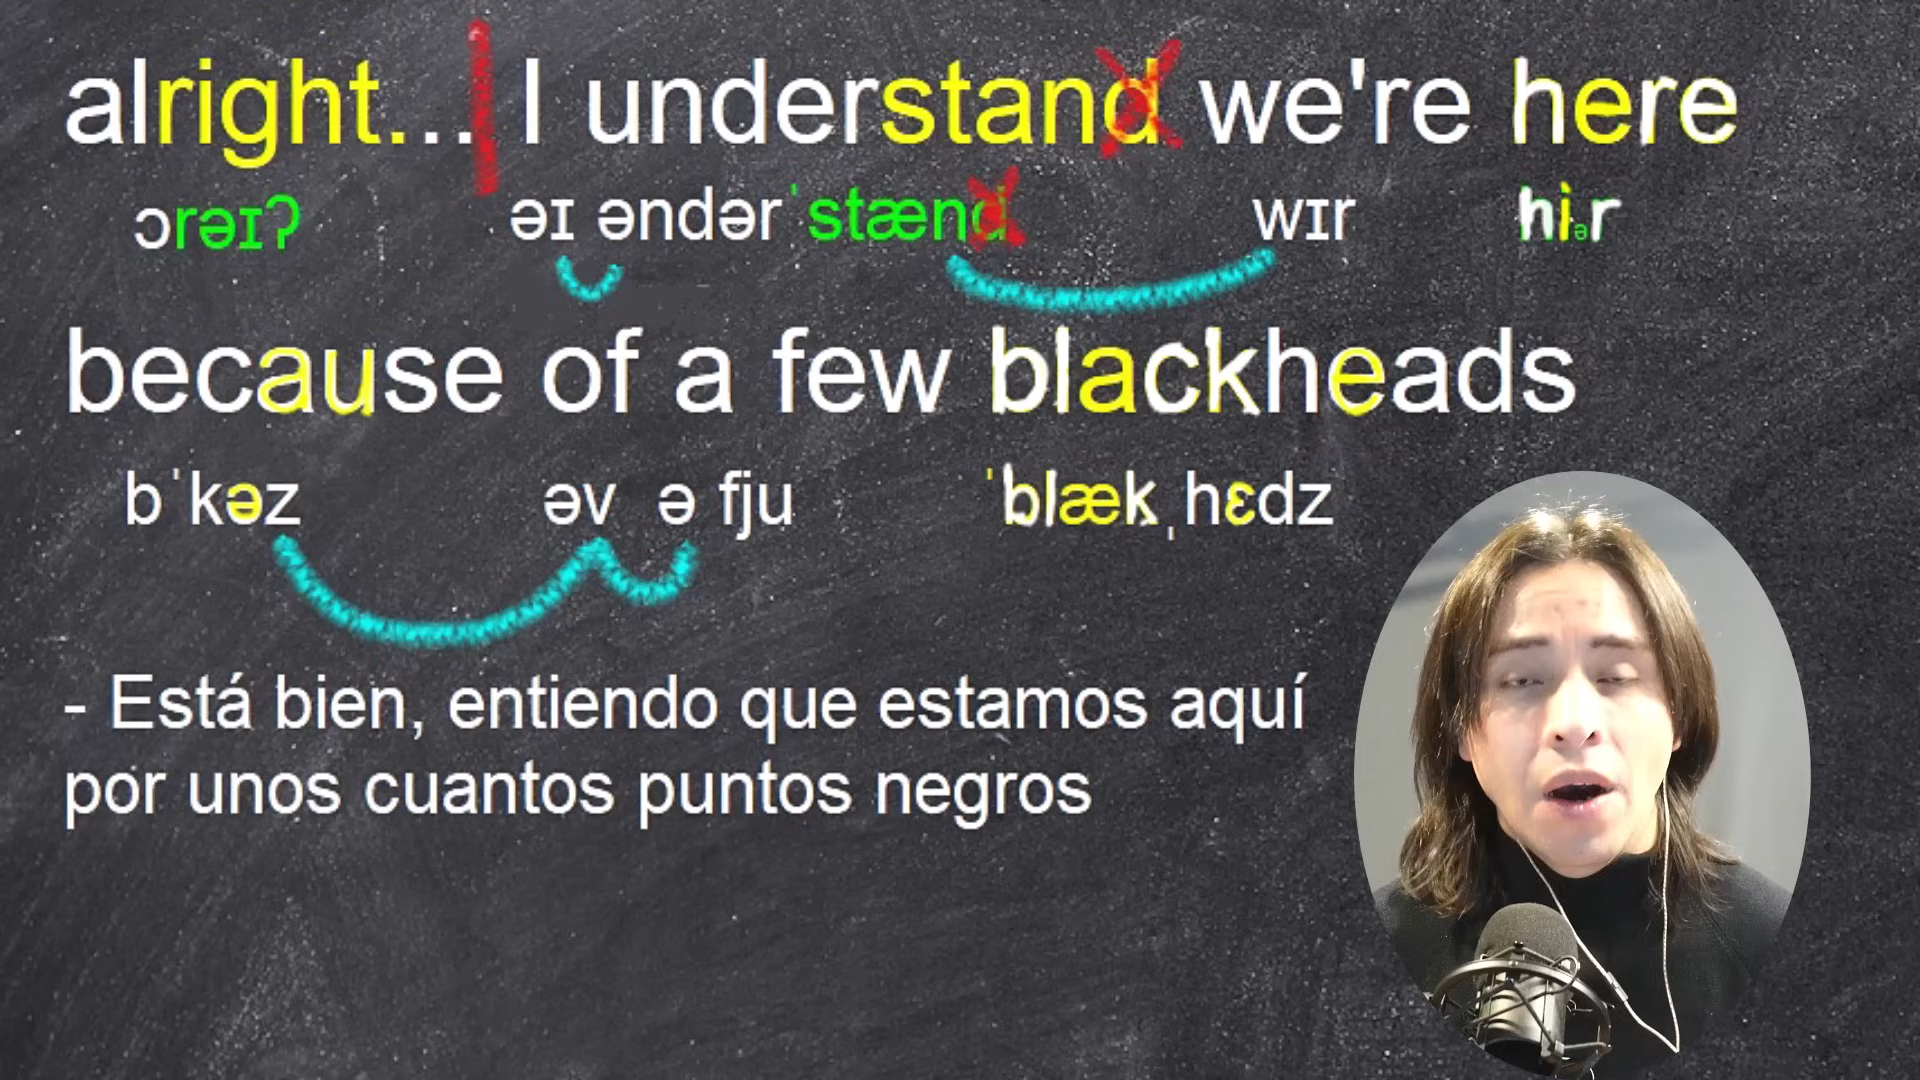 alright... I understand we're here
ɔrəɪʔ əɪ əndərˈstænd wɪr hiər
because of a few blackheads
bˈkəz əv ə fju ˈblækˌhɛdz
- Está bien, entiendo que estamos aquí
por unos cuantos puntos negros